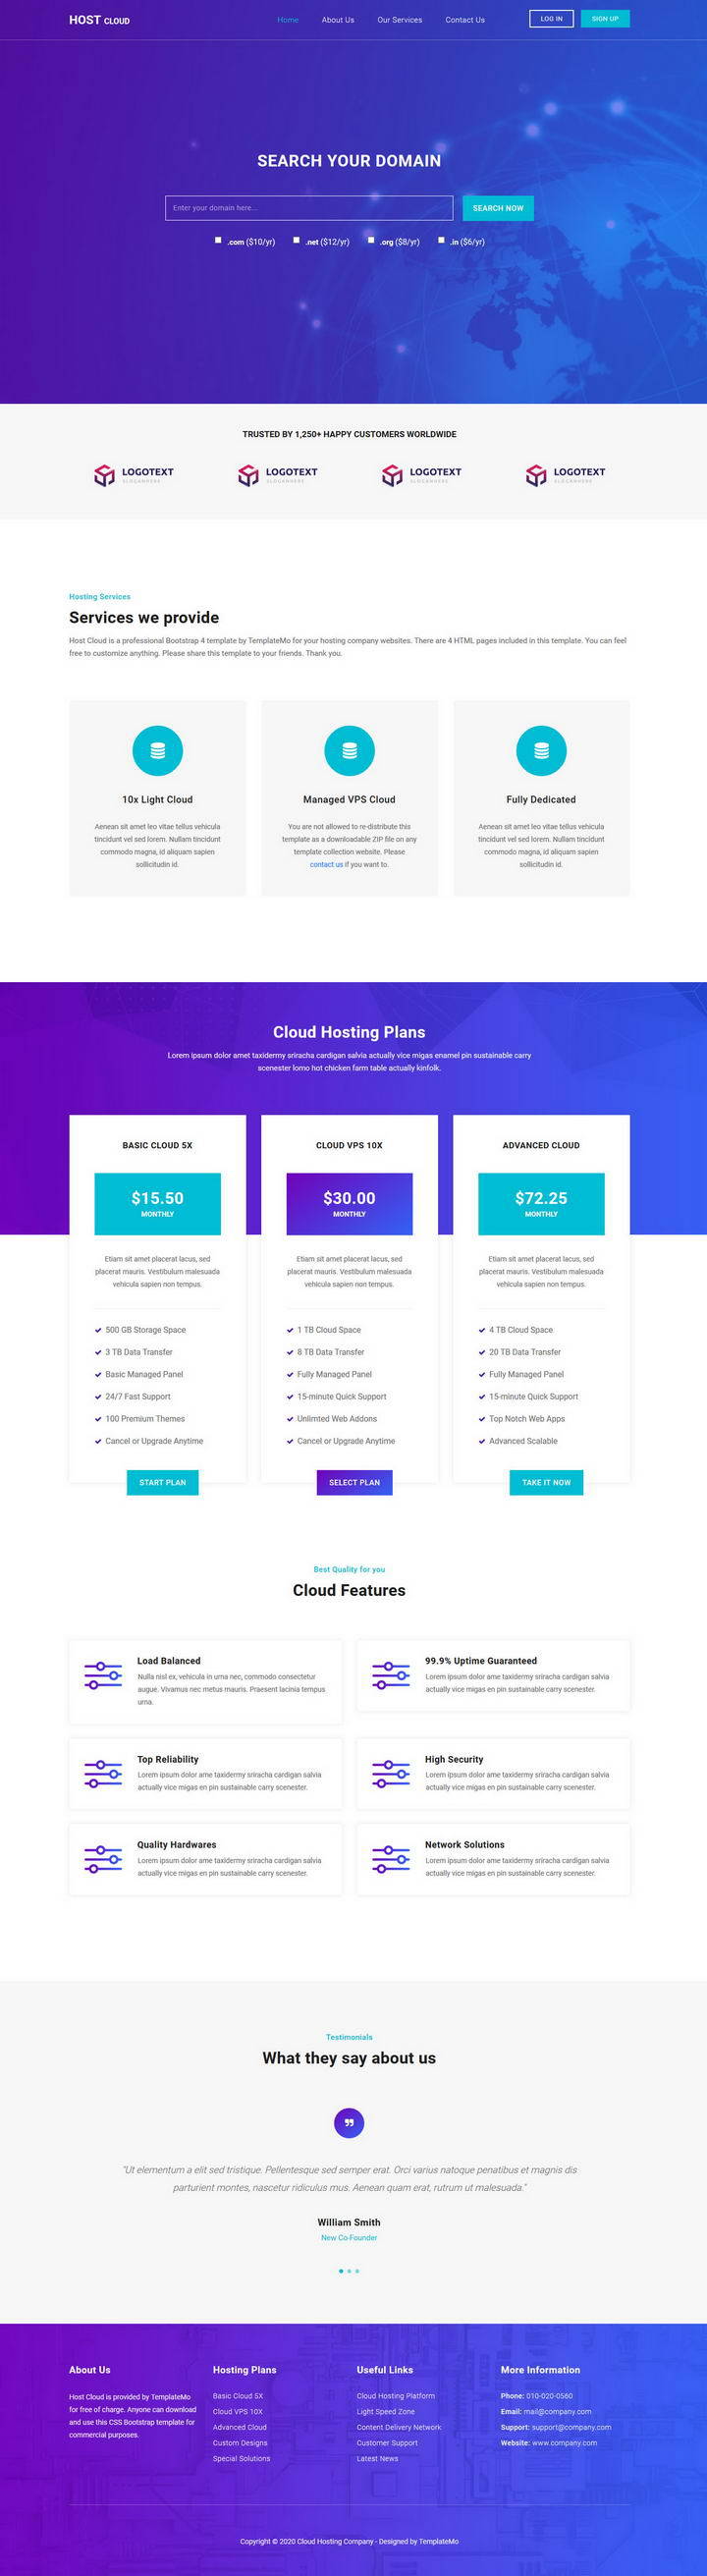 HOST CLOUD
Home About Us Our Services Contact Us
LOG IN SIGN UP
SEARCH YOUR DOMAIN
Enter your domain here...
SEARCH NOW
.com ($10/yr) .net ($12/yr) .org ($8/yr) .in ($6/yr)
TRUSTED BY 1,250+ HAPPY CUSTOMERS WORLDWIDE
LOGOTEXT
SLOGANHERE
LOGOTEXT
SLOGANHERE
LOGOTEXT
SLOGANHERE
LOGOTEXT
SLOGANHERE
Hosting Services
Services we provide
Host Cloud is a professional Bootstrap 4 template by TemplateMo for your hosting company websites. There are 4 HTML pages included in this template. You can feel
free to customize anything. Please share this template to your friends. Thank you.
10x Light Cloud
Aenean sit amet leo vitae tellus vehicula
tincidunt vel sed lorem. Nullam tincidunt
commodo magna, id aliquam sapien
sollicitudin id.
Managed VPS Cloud
You are not allowed to re-distribute this
template as a downloadable ZIP file on any
template collection website. Please
contact us if you want to.
Fully Dedicated
Aenean sit amet leo vitae tellus vehicula
tincidunt vel sed lorem. Nullam tincidunt
commodo magna, id aliquam sapien
sollicitudin id.
Cloud Hosting Plans
Lorem ipsum dolor amet taxidermy sriracha cardigan salvia actually vice migas enamel pin sustainable carry
scenester lomo hot chicken farm table actually kinfolk.
BASIC CLOUD 5X
$15.50
MONTHLY
Etiam sit amet placerat lacus, sed
placerat mauris. Vestibulum malesuada
vehicula sapien non tempus.
500 GB Storage Space
3 TB Data Transfer
Basic Managed Panel
24/7 Fast Support
100 Premium Themes
Cancel or Upgrade Anytime
START PLAN
CLOUD VPS 10X
$30.00
MONTHLY
Etiam sit amet placerat lacus, sed
placerat mauris. Vestibulum malesuada
vehicula sapien non tempus.
1 TB Cloud Space
8 TB Data Transfer
Fully Managed Panel
15-minute Quick Support
Unlimted Web Addons
Cancel or Upgrade Anytime
SELECT PLAN
ADVANCED CLOUD
$72.25
MONTHLY
Etiam sit amet placerat lacus, sed
placerat mauris. Vestibulum malesuada
vehicula sapien non tempus.
4 TB Cloud Space
20 TB Data Transfer
Fully Managed Panel
15-minute Quick Support
Top Notch Web Apps
Advanced Scalable
TAKE IT NOW
Best Quality for you
Cloud Features
Load Balanced
Nulla nisl ex, vehicula in urna nec, commodo consectetur
augue. Vivamus nec metus mauris. Praesent lacinia tempus
urna.
99.9% Uptime Guaranteed
Lorem ipsum dolor ame taxidermy sriracha cardigan salvia
actually vice migas en pin sustainable carry scenester.
Top Reliability
Lorem ipsum dolor ame taxidermy sriracha cardigan salvia
actually vice migas en pin sustainable carry scenester.
High Security
Lorem ipsum dolor ame taxidermy sriracha cardigan salvia
actually vice migas en pin sustainable carry scenester.
Quality Hardwares
Lorem ipsum dolor ame taxidermy sriracha cardigan salvia
actually vice migas en pin sustainable carry scenester.
Network Solutions
Lorem ipsum dolor ame taxidermy sriracha cardigan salvia
actually vice migas en pin sustainable carry scenester.
Testimonials
What they say about us
"Ut elementum a elit sed tristique. Pellentesque sed semper erat. Orci varius natoque penatibus et magnis dis
parturient montes, nascetur ridiculus mus. Aenean quam erat, rutrum ut malesuada."
William Smith
New Co-Founder
About Us
Host Cloud is provided by TemplateMo
for free of charge. Anyone can download
and use this CSS Bootstrap template for
commercial purposes.
Hosting Plans
Basic Cloud 5X
Cloud VPS 10X
Advanced Cloud
Custom Designs
Special Solutions
Useful Links
Cloud Hosting Platform
Light Speed Zone
Content Delivery Network
Customer Support
Latest News
More Information
Phone: 010-020-0560
Email: mail@company.com
Support: support@company.com
Website: www.company.com
Copyright © 2020 Cloud Hosting Company - Designed by TemplateMo